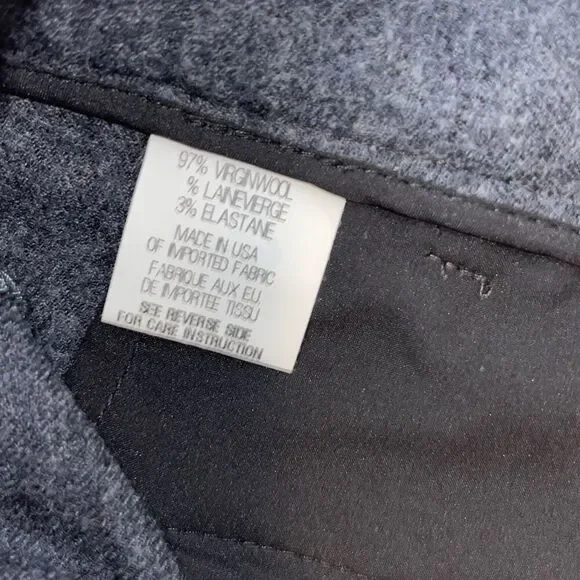 97% VIRGINWOOL
% LAINEVIERGE
3% ELASTANE
MADE IN USA
OF IMPORTED FABRIC
FABRIQUE AUX EU
DE IMPORTEE TISSU
SEE REVERSE SIDE
FOR CARE INSTRUCTION